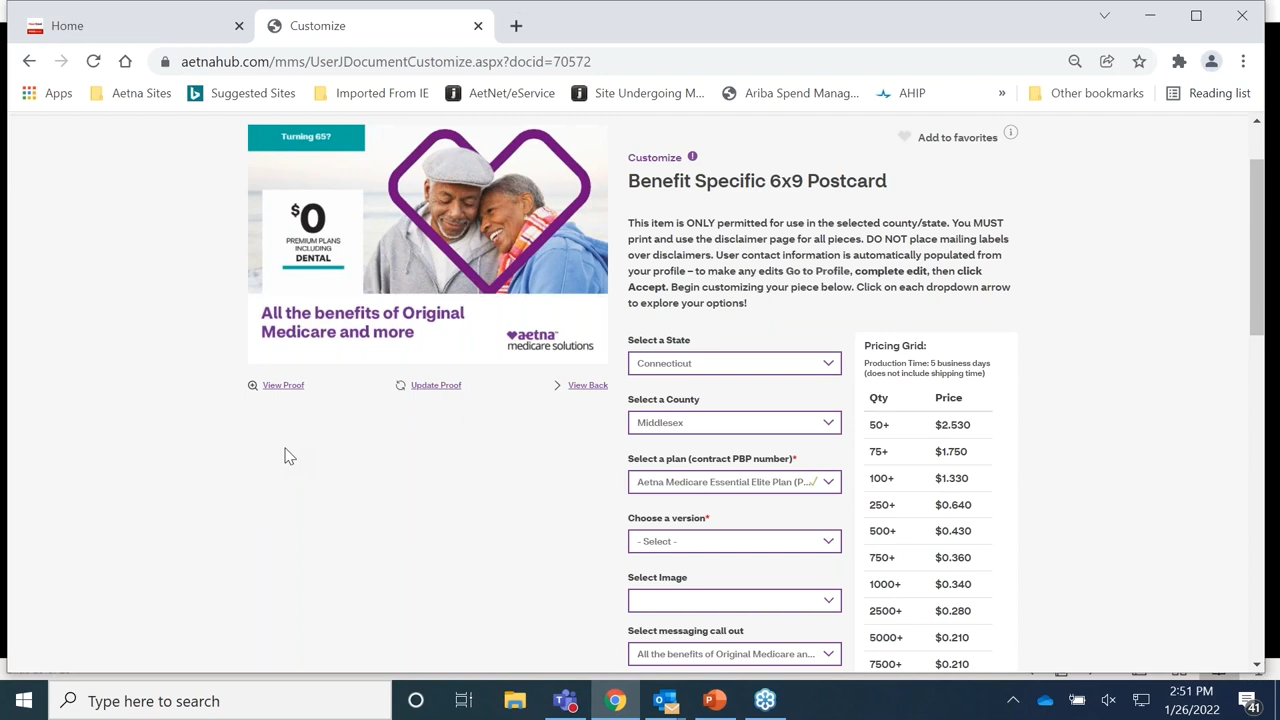 Home
Customize
aetnahub.com/mms/UserJDocumentCustomize.aspx?docid=70572
Apps
Aetna Sites
Suggested Sites
Imported From IE
AetNet/eService
Site Undergoing M...
Ariba Spend Manag...
AHIP
»
Other bookmarks
Reading list
Turning 65?
$0
PREMIUM PLANS
INCLUDING
DENTAL
All the benefits of Original
Medicare and more
aetna™
medicare solutions
View Proof
Update Proof
View Back
Add to favorites
Customize
Benefit Specific 6x9 Postcard
This item is ONLY permitted for use in the selected county/state. You MUST
print and use the disclaimer page for all pieces. DO NOT place mailing labels
over disclaimers. User contact information is automatically populated from
your profile – to make any edits Go to Profile, complete edit, then click
Accept. Begin customizing your piece below. Click on each dropdown arrow
to explore your options!
Select a State
Connecticut
Select a County
Middlesex
Select a plan (contract PBP number)*
Aetna Medicare Essential Elite Plan (P...
Choose a version*
- Select -
Select Image
Select messaging call out
All the benefits of Original Medicare an...
Pricing Grid:
Production Time: 5 business days
(does not include shipping time)
Qty Price
50+ $2.530
75+ $1.750
100+ $1.330
250+ $0.640
500+ $0.430
750+ $0.360
1000+ $0.340
2500+ $0.280
5000+ $0.210
7500+ $0.210
Type here to search
2:51 PM
1/26/2022
41